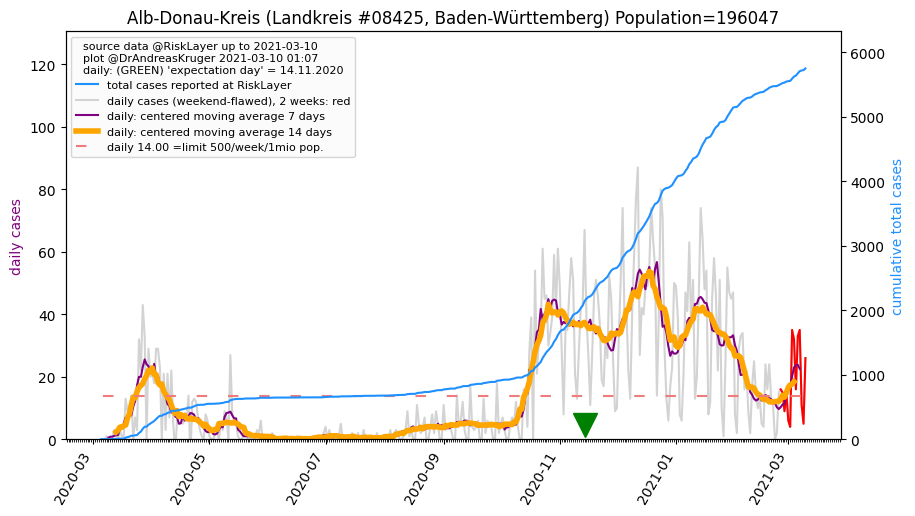 Alb-Donau-Kreis (Landkreis #08425, Baden-Württemberg) Population=196047
source data @RiskLayer up to 2021-03-10
plot @DrAndreasKruger 2021-03-10 01:07
daily: (GREEN) 'expectation day' = 14.11.2020
total cases reported at RiskLayer
daily cases (weekend-flawed), 2 weeks: red
daily: centered moving average 7 days
daily: centered moving average 14 days
daily 14.00 =limit 500/week/1mio pop.
daily cases
120
100
80
60
40
20
0
cumulative total cases
6000
5000
4000
3000
2000
1000
0
2020-03
2020-05
2020-07
2020-09
2020-11
2021-01
2021-03